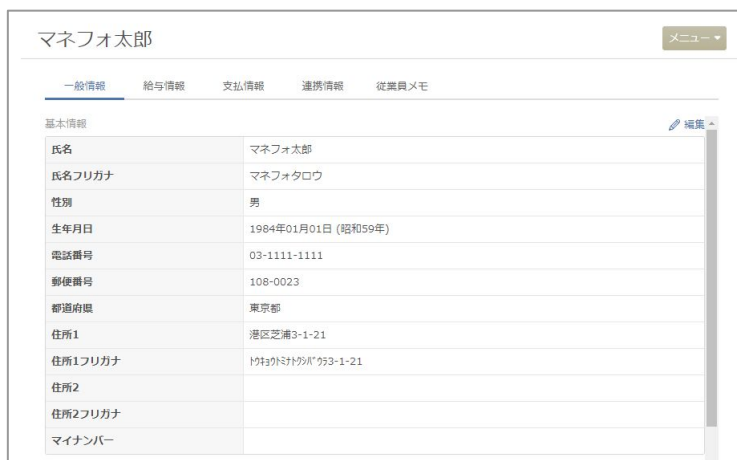 マネフォ太郎
メニュー
一般情報 給与情報 支払情報 連携情報 従業員メモ
基本情報 編集
氏名 マネフォ太郎
氏名フリガナ マネフォタロウ
性別 男
生年月日 1984年01月01日 (昭和59年)
電話番号 03-1111-1111
郵便番号 108-0023
都道府県 東京都
住所1 港区芝浦3-1-21
住所1フリガナ ﾄｳｷｮｳﾄﾐﾅﾄｸｼﾊﾞｳﾗ3-1-21
住所2
住所2フリガナ
マイナンバー